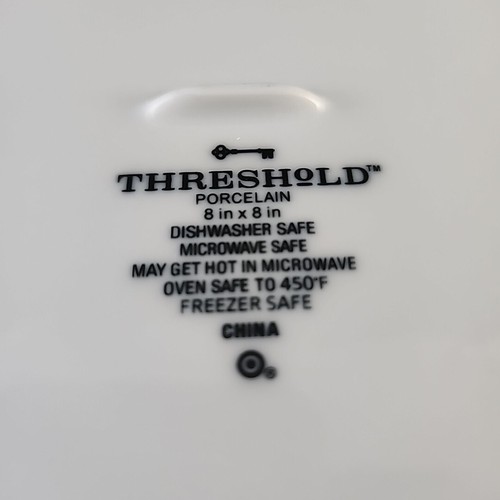 THRESHOLD™
PORCELAIN
8 in x 8 in
DISHWASHER SAFE
MICROWAVE SAFE
MAY GET HOT IN MICROWAVE
OVEN SAFE TO 450°F
FREEZER SAFE
CHINA
®